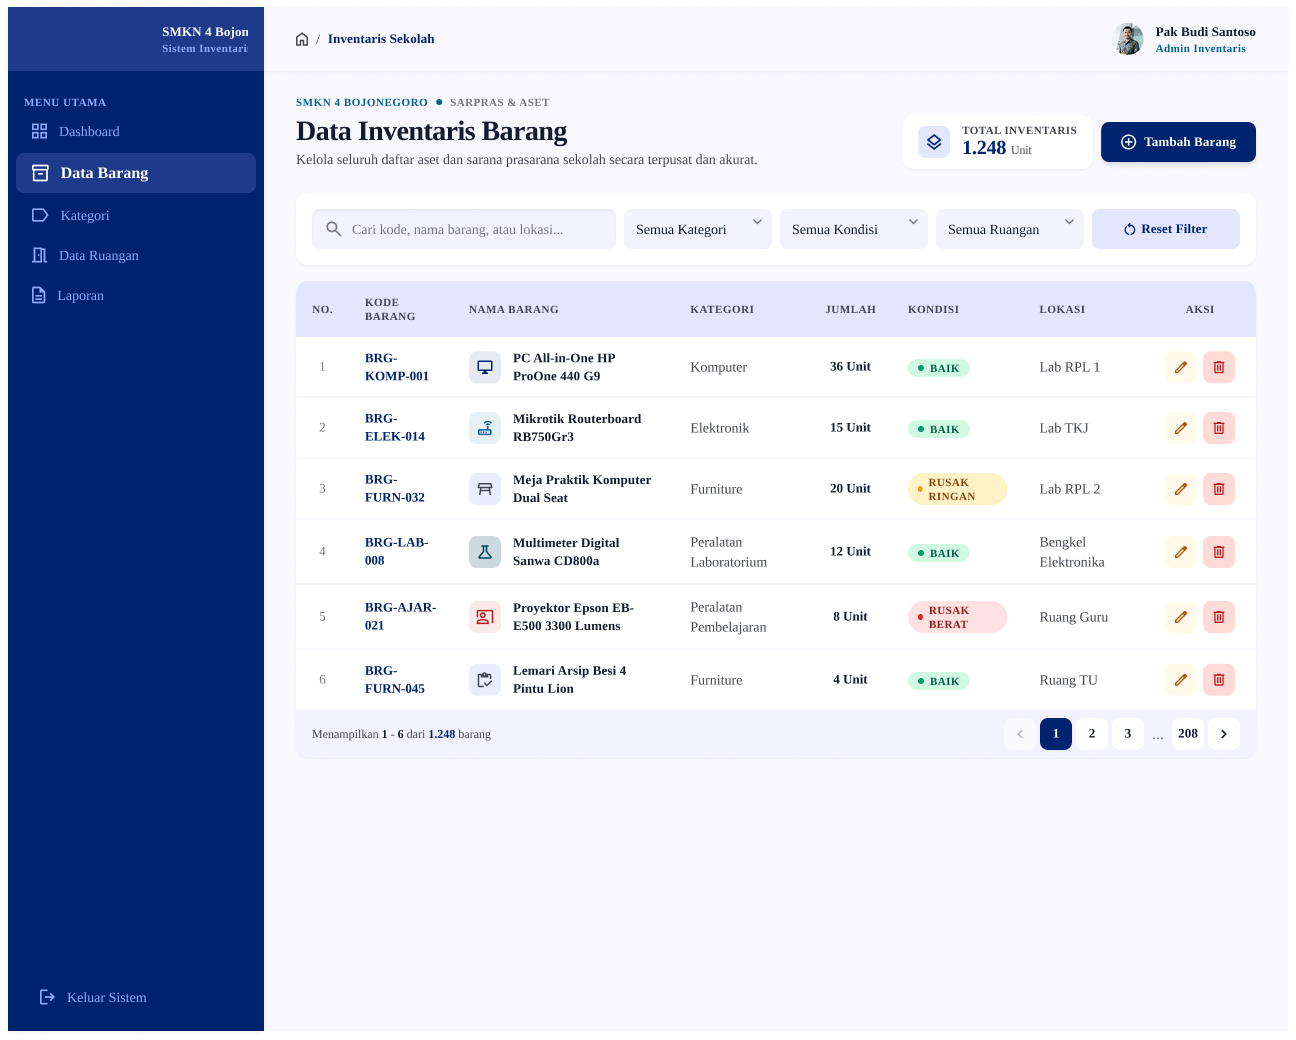 SMKN 4 Bojon
Sistem Inventari
MENU UTAMA
Dashboard
Data Barang
Kategori
Data Ruangan
Laporan
Keluar Sistem
/ Inventaris Sekolah
Pak Budi Santoso
Admin Inventaris
SMKN 4 BOJONEGORO • SARPRAS & ASET
Data Inventaris Barang
Kelola seluruh daftar aset dan sarana prasarana sekolah secara terpusat dan akurat.
TOTAL INVENTARIS
1.248 Unit
Tambah Barang
Cari kode, nama barang, atau lokasi...
Semua Kategori
Semua Kondisi
Semua Ruangan
Reset Filter
NO.
KODE
BARANG
NAMA BARANG
KATEGORI
JUMLAH
KONDISI
LOKASI
AKSI
1
BRG-
KOMP-001
PC All-in-One HP
ProOne 440 G9
Komputer
36 Unit
BAIK
Lab RPL 1
2
BRG-
ELEK-014
Mikrotik Routerboard
RB750Gr3
Elektronik
15 Unit
BAIK
Lab TKJ
3
BRG-
FURN-032
Meja Praktik Komputer
Dual Seat
Furniture
20 Unit
RUSAK
RINGAN
Lab RPL 2
4
BRG-LAB-
008
Multimeter Digital
Sanwa CD800a
Peralatan
Laboratorium
12 Unit
BAIK
Bengkel
Elektronika
5
BRG-AJAR-
021
Proyektor Epson EB-
E500 3300 Lumens
Peralatan
Pembelajaran
8 Unit
RUSAK
BERAT
Ruang Guru
6
BRG-
FURN-045
Lemari Arsip Besi 4
Pintu Lion
Furniture
4 Unit
BAIK
Ruang TU
Menampilkan 1 - 6 dari 1.248 barang
1 2 3 ... 208